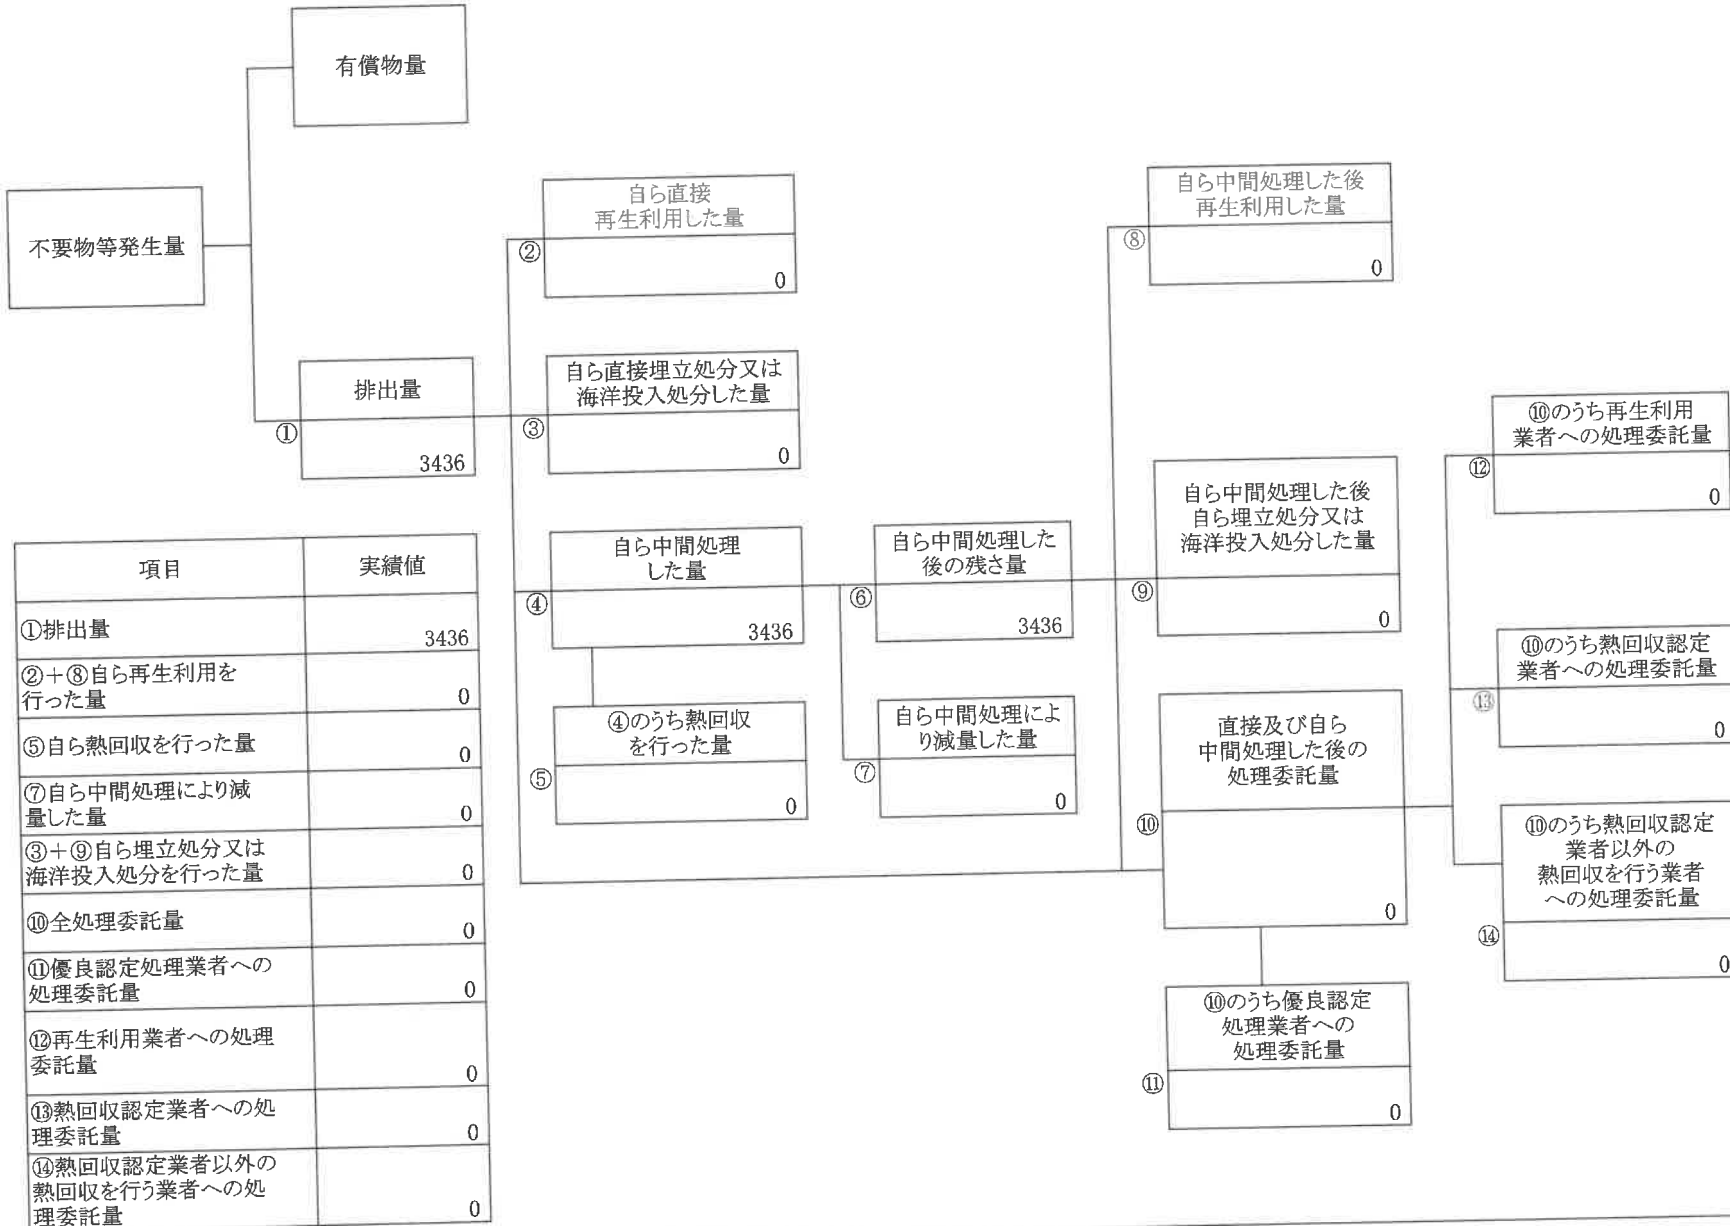 有償物量
不要物等発生量
排出量
①
3436
自ら直接
再生利用した量
②
0
自ら直接埋立処分又は
海洋投入処分した量
③
0
自ら中間処理
した量
④
3436
④のうち熱回収
を行った量
⑤
0
自ら中間処理した
後の残さ量
⑥
3436
自ら中間処理によ
り減量した量
⑦
0
自ら中間処理した後
再生利用した量
⑧
0
自ら中間処理した後
自ら埋立処分又は
海洋投入処分した量
⑨
0
直接及び自ら
中間処理した後の
処理委託量
⑩
0
⑩のうち優良認定
処理業者への
処理委託量
⑪
0
⑩のうち再生利用
業者への処理委託量
⑫
0
⑩のうち熱回収認定
業者への処理委託量
⑬
0
⑩のうち熱回収認定
業者以外の
熱回収を行う業者
への処理委託量
⑭
0
項目 実績値
①排出量 3436
②+⑧自ら再生利用を
行った量 0
⑤自ら熱回収を行った量 0
⑦自ら中間処理により減
量した量 0
③+⑨自ら埋立処分又は
海洋投入処分を行った量 0
⑩全処理委託量 0
⑪優良認定処理業者への
処理委託量 0
⑫再生利用業者への処理
委託量 0
⑬熱回収認定業者への処
理委託量 0
⑭熱回収認定業者以外の
熱回収を行う業者への処
理委託量 0